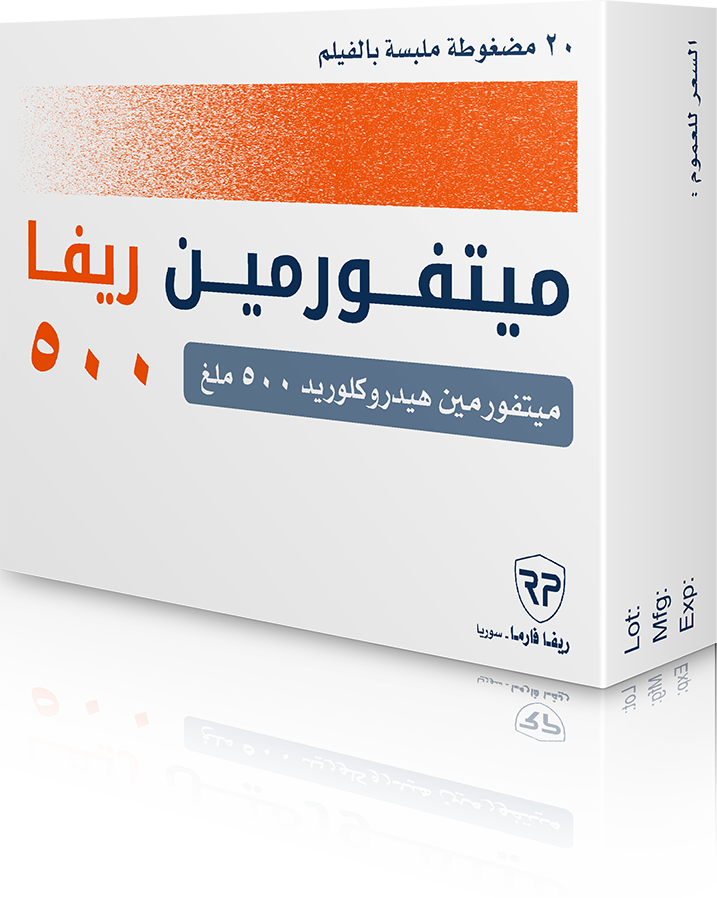 ٢٠ مضغوطة ملبسة بالفيلم
ميتفورمين ريفا
٥٠٠
ميتفورمين هيدروكلوريد ٥٠٠ ملغ
RP
ريفا فارما - سوريا
السعر للعموم :
Lot:
Mfg:
Exp: